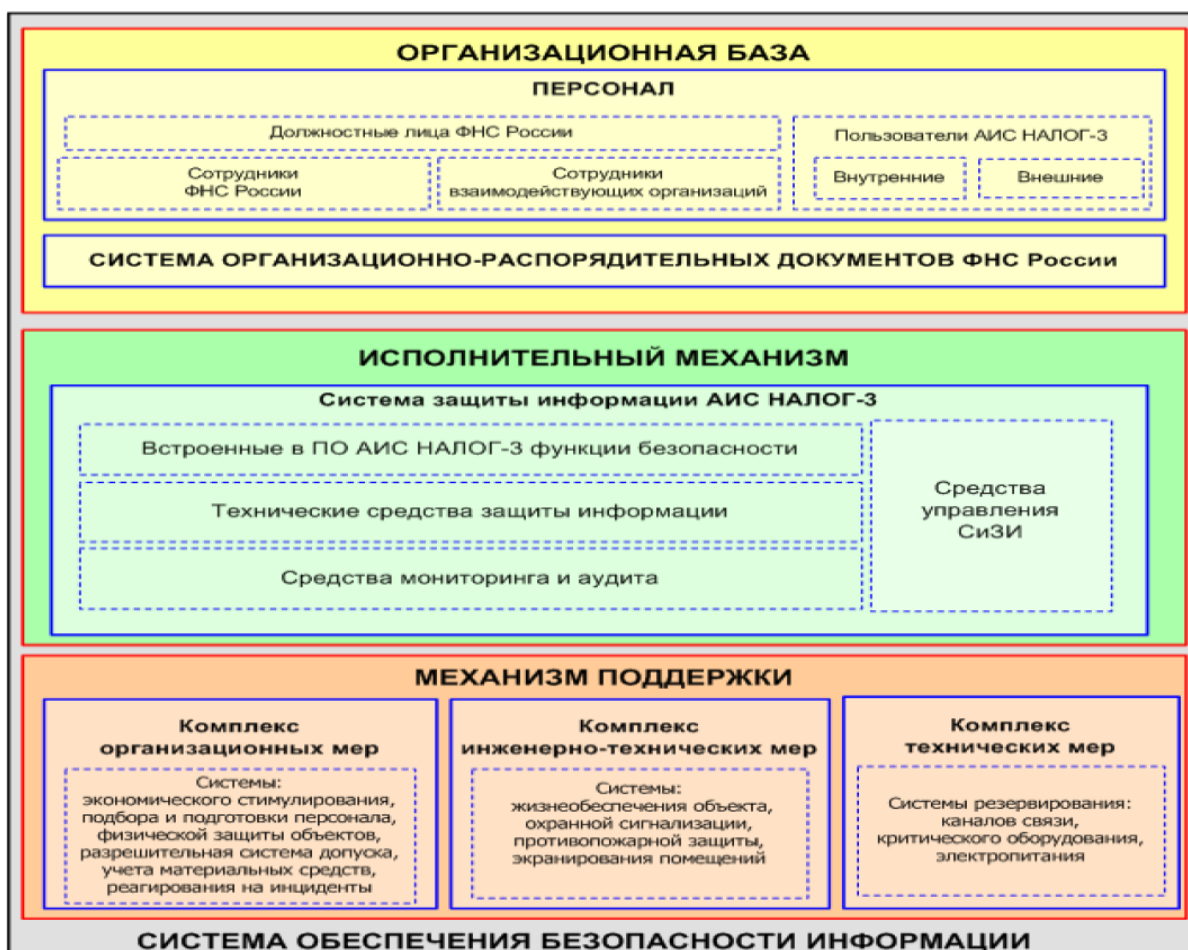 ОРГАНИЗАЦИОННАЯ БАЗА
ПЕРСОНАЛ
Должностные лица ФНС России
Сотрудники
ФНС России
Сотрудники
взаимодействующих организаций
Пользователи АИС НАЛОГ-3
Внутренние
Внешние
СИСТЕМА ОРГАНИЗАЦИОННО-РАСПОРЯДИТЕЛЬНЫХ ДОКУМЕНТОВ ФНС России
ИСПОЛНИТЕЛЬНЫЙ МЕХАНИЗМ
Система защиты информации АИС НАЛОГ-3
Встроенные в ПО АИС НАЛОГ-3 функции безопасности
Технические средства защиты информации
Средства мониторинга и аудита
Средства
управления
СиЗИ
МЕХАНИЗМ ПОДДЕРЖКИ
Комплекс
организационных мер
Системы:
экономического стимулирования,
подбора и подготовки персонала,
физической защиты объектов,
разрешительная система допуска,
учета материальных средств,
реагирования на инциденты
Комплекс
инженерно-технических мер
Системы:
жизнеобеспечения объекта,
охранной сигнализации,
противопожарной защиты,
экранирования помещений
Комплекс
технических мер
Системы резервирования:
каналов связи,
критического оборудования,
электропитания
СИСТЕМА ОБЕСПЕЧЕНИЯ БЕЗОПАСНОСТИ ИНФОРМАЦИИ